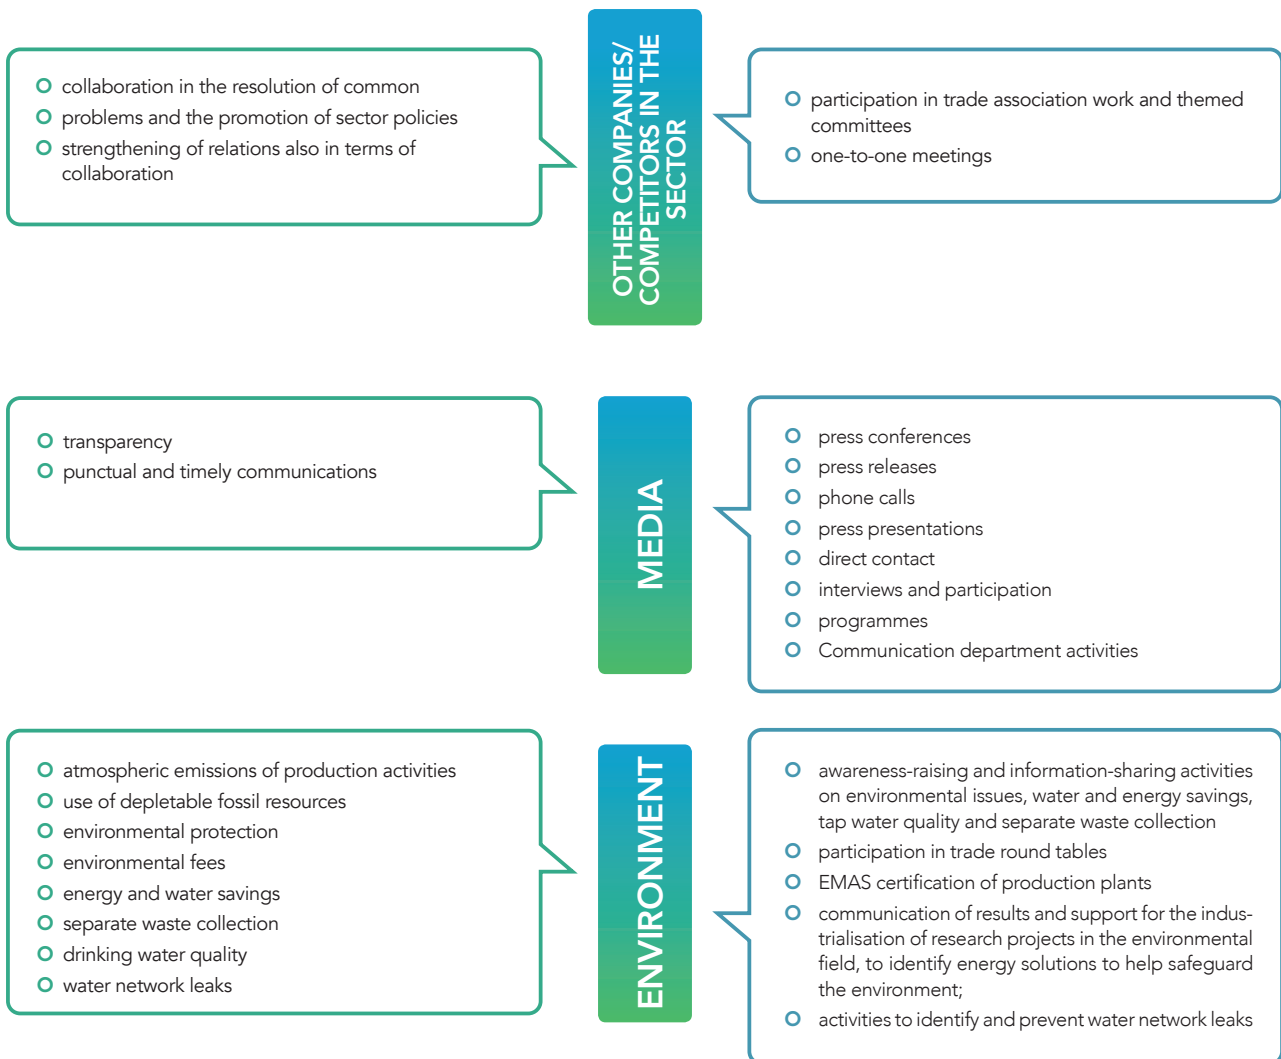 collaboration in the resolution of common
problems and the promotion of sector policies
strengthening of relations also in terms of
collaboration
OTHER COMPANIES/
COMPETITORS IN THE
SECTOR
participation in trade association work and themed
committees
one-to-one meetings
transparency
punctual and timely communications
MEDIA
press conferences
press releases
phone calls
press presentations
direct contact
interviews and participation
programmes
Communication department activities
atmospheric emissions of production activities
use of depletable fossil resources
environmental protection
environmental fees
energy and water savings
separate waste collection
drinking water quality
water network leaks
ENVIRONMENT
awareness-raising and information-sharing activities
on environmental issues, water and energy savings,
tap water quality and separate waste collection
participation in trade round tables
EMAS certification of production plants
communication of results and support for the indus-
trialisation of research projects in the environmental
field, to identify energy solutions to help safeguard
the environment;
activities to identify and prevent water network leaks